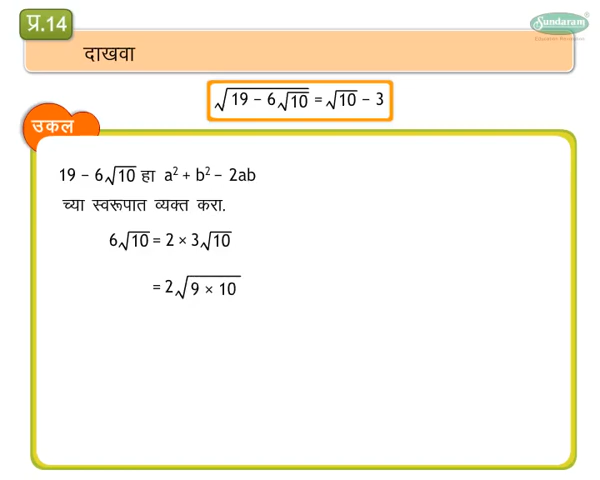 प्र.14
Sundaram®
दाखवा
√(19 – 6√10) = √10 – 3
उकल
19 – 6√10 हा a² + b² – 2ab
च्या स्वरूपात व्यक्त करा.
6√10 = 2 × 3√10
= 2√(9 × 10)